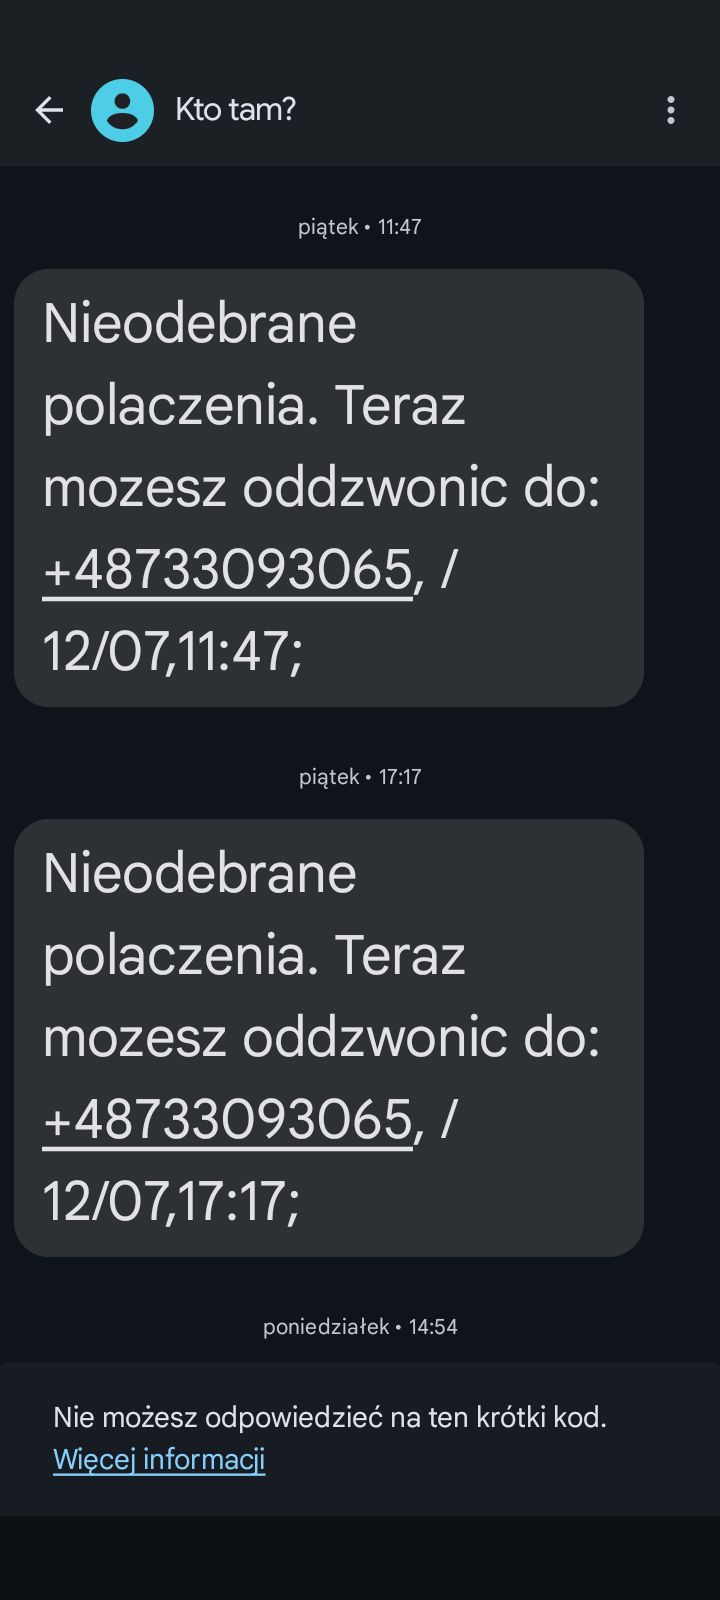 Kto tam?
piątek • 11:47
Nieodebrane
polaczenia. Teraz
mozesz oddzwonic do:
+48733093065, /
12/07,11:47;
piątek • 17:17
Nieodebrane
polaczenia. Teraz
mozesz oddzwonic do:
+48733093065, /
12/07,17:17;
poniedziałek • 14:54
Nie możesz odpowiedzieć na ten krótki kod.
Więcej informacji